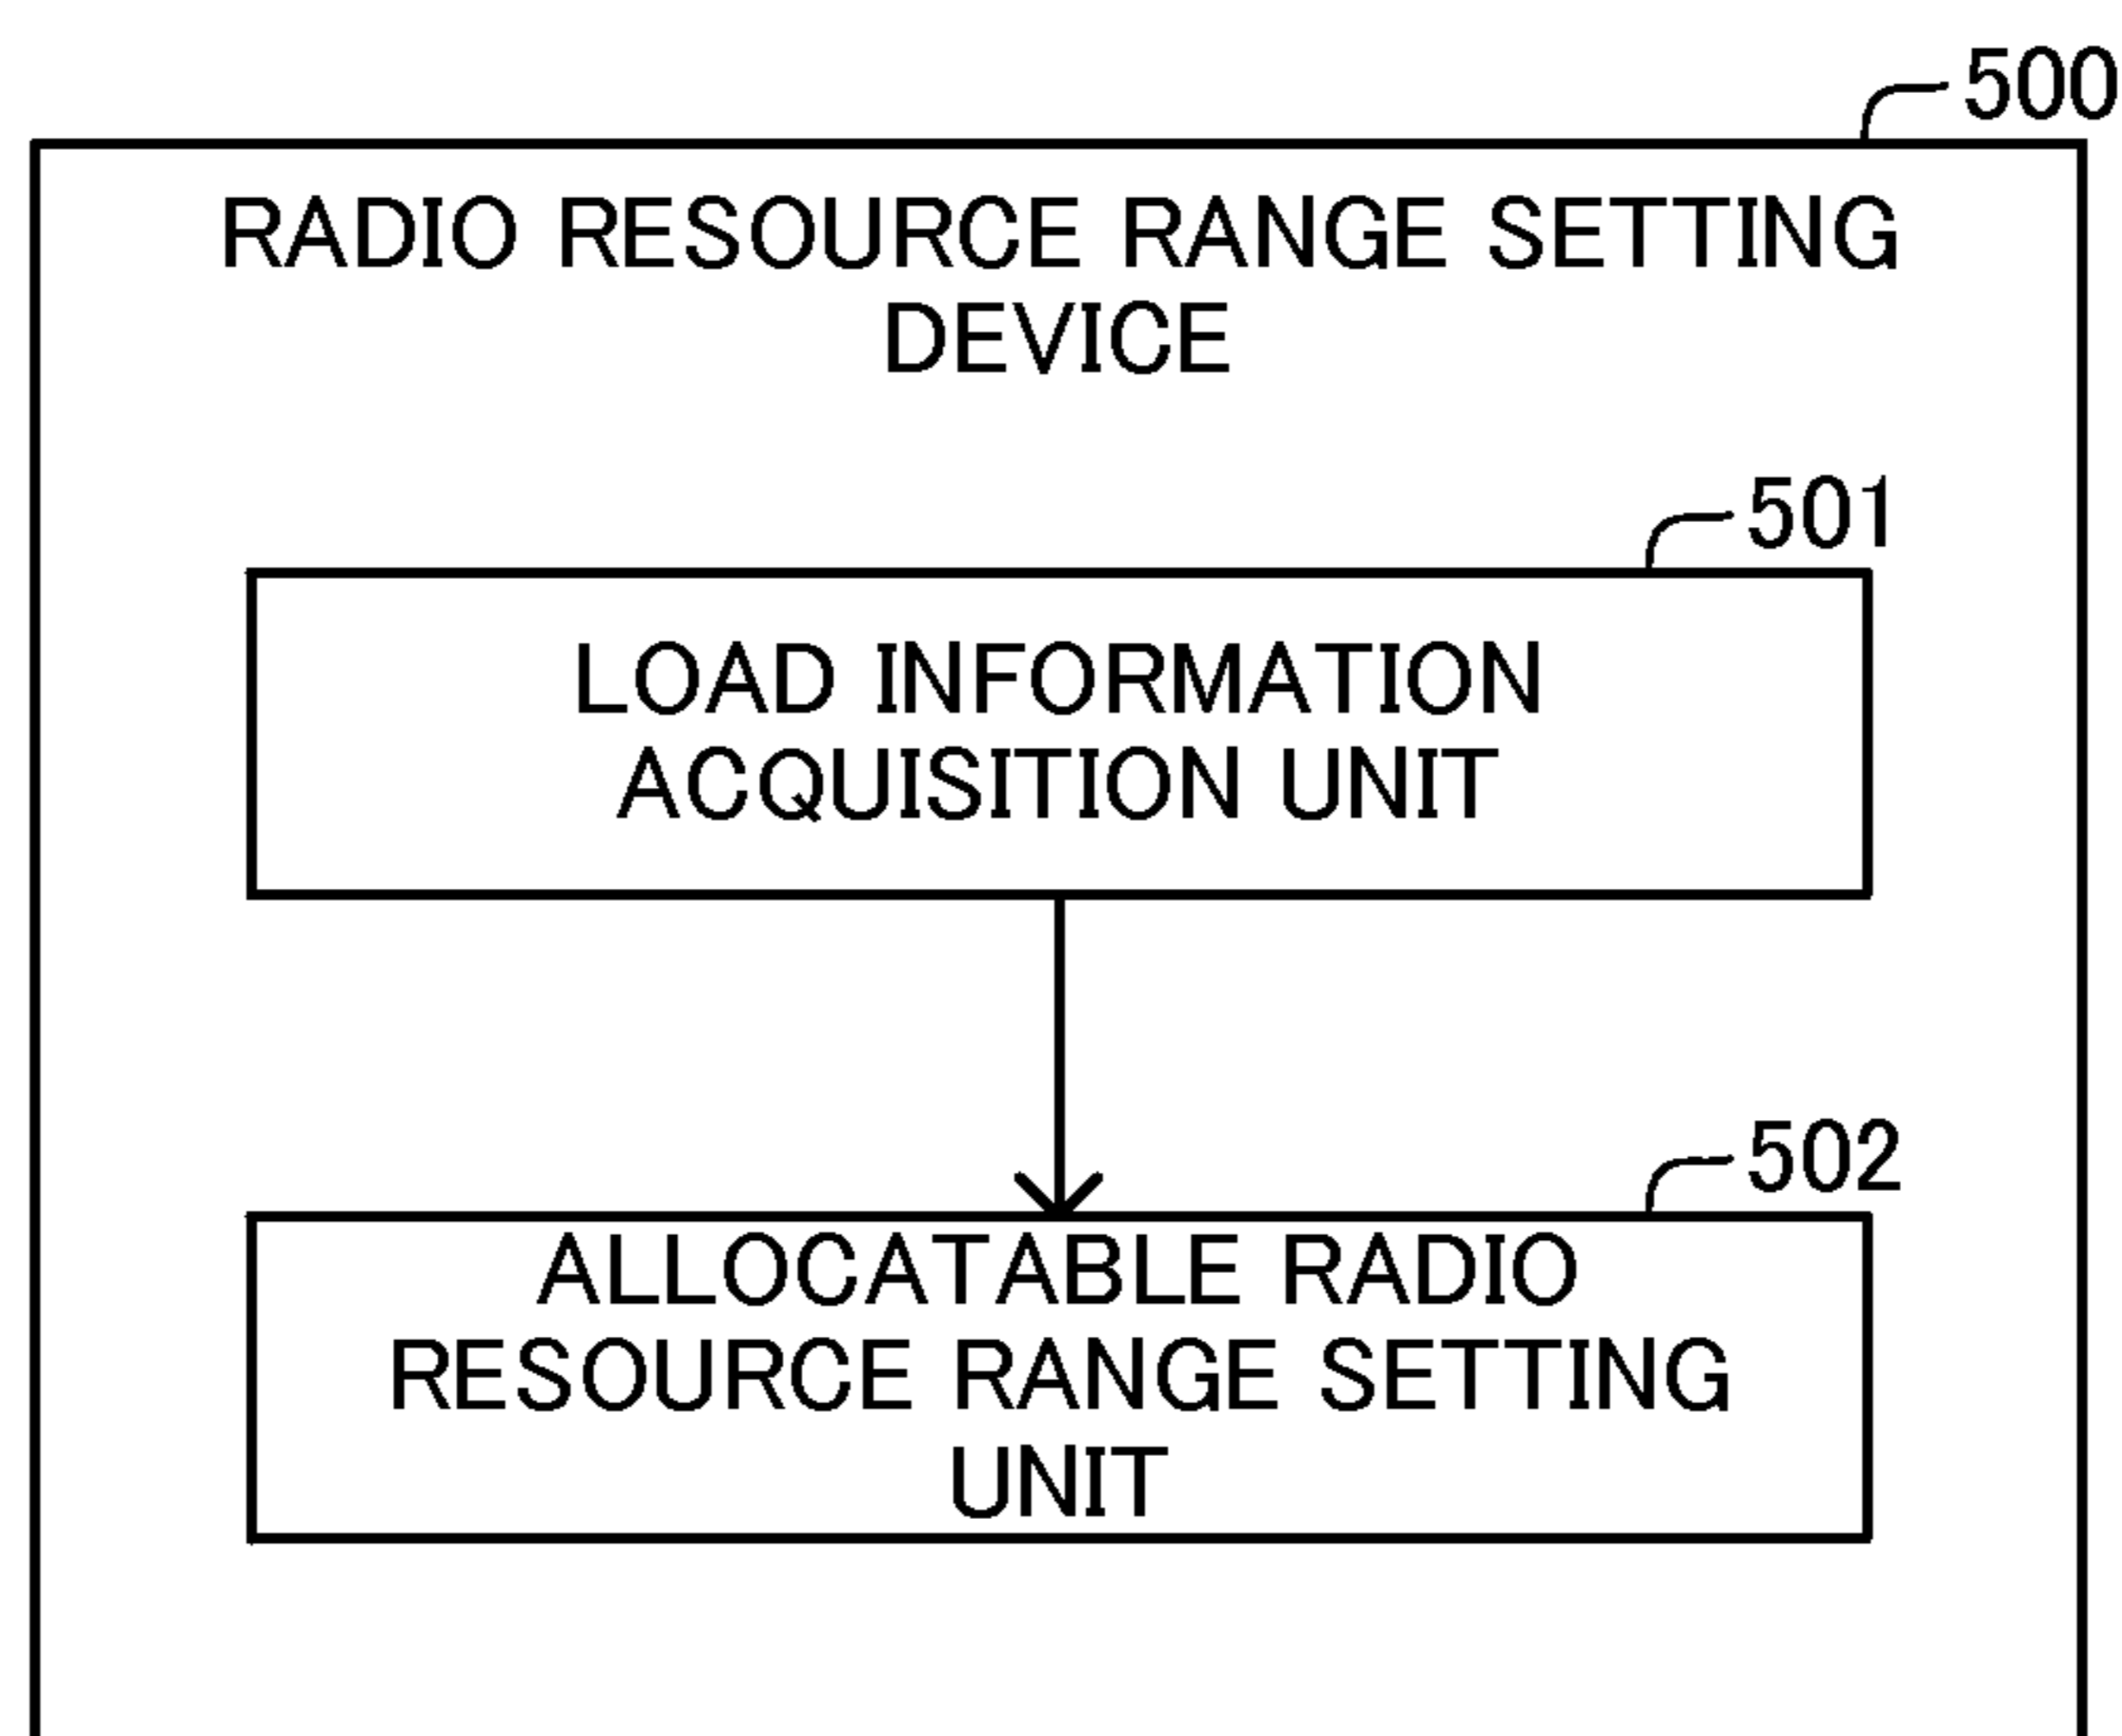 500
RADIO RESOURCE RANGE SETTING
DEVICE
501
LOAD INFORMATION
ACQUISITION UNIT
502
ALLOCATABLE RADIO
RESOURCE RANGE SETTING
UNIT